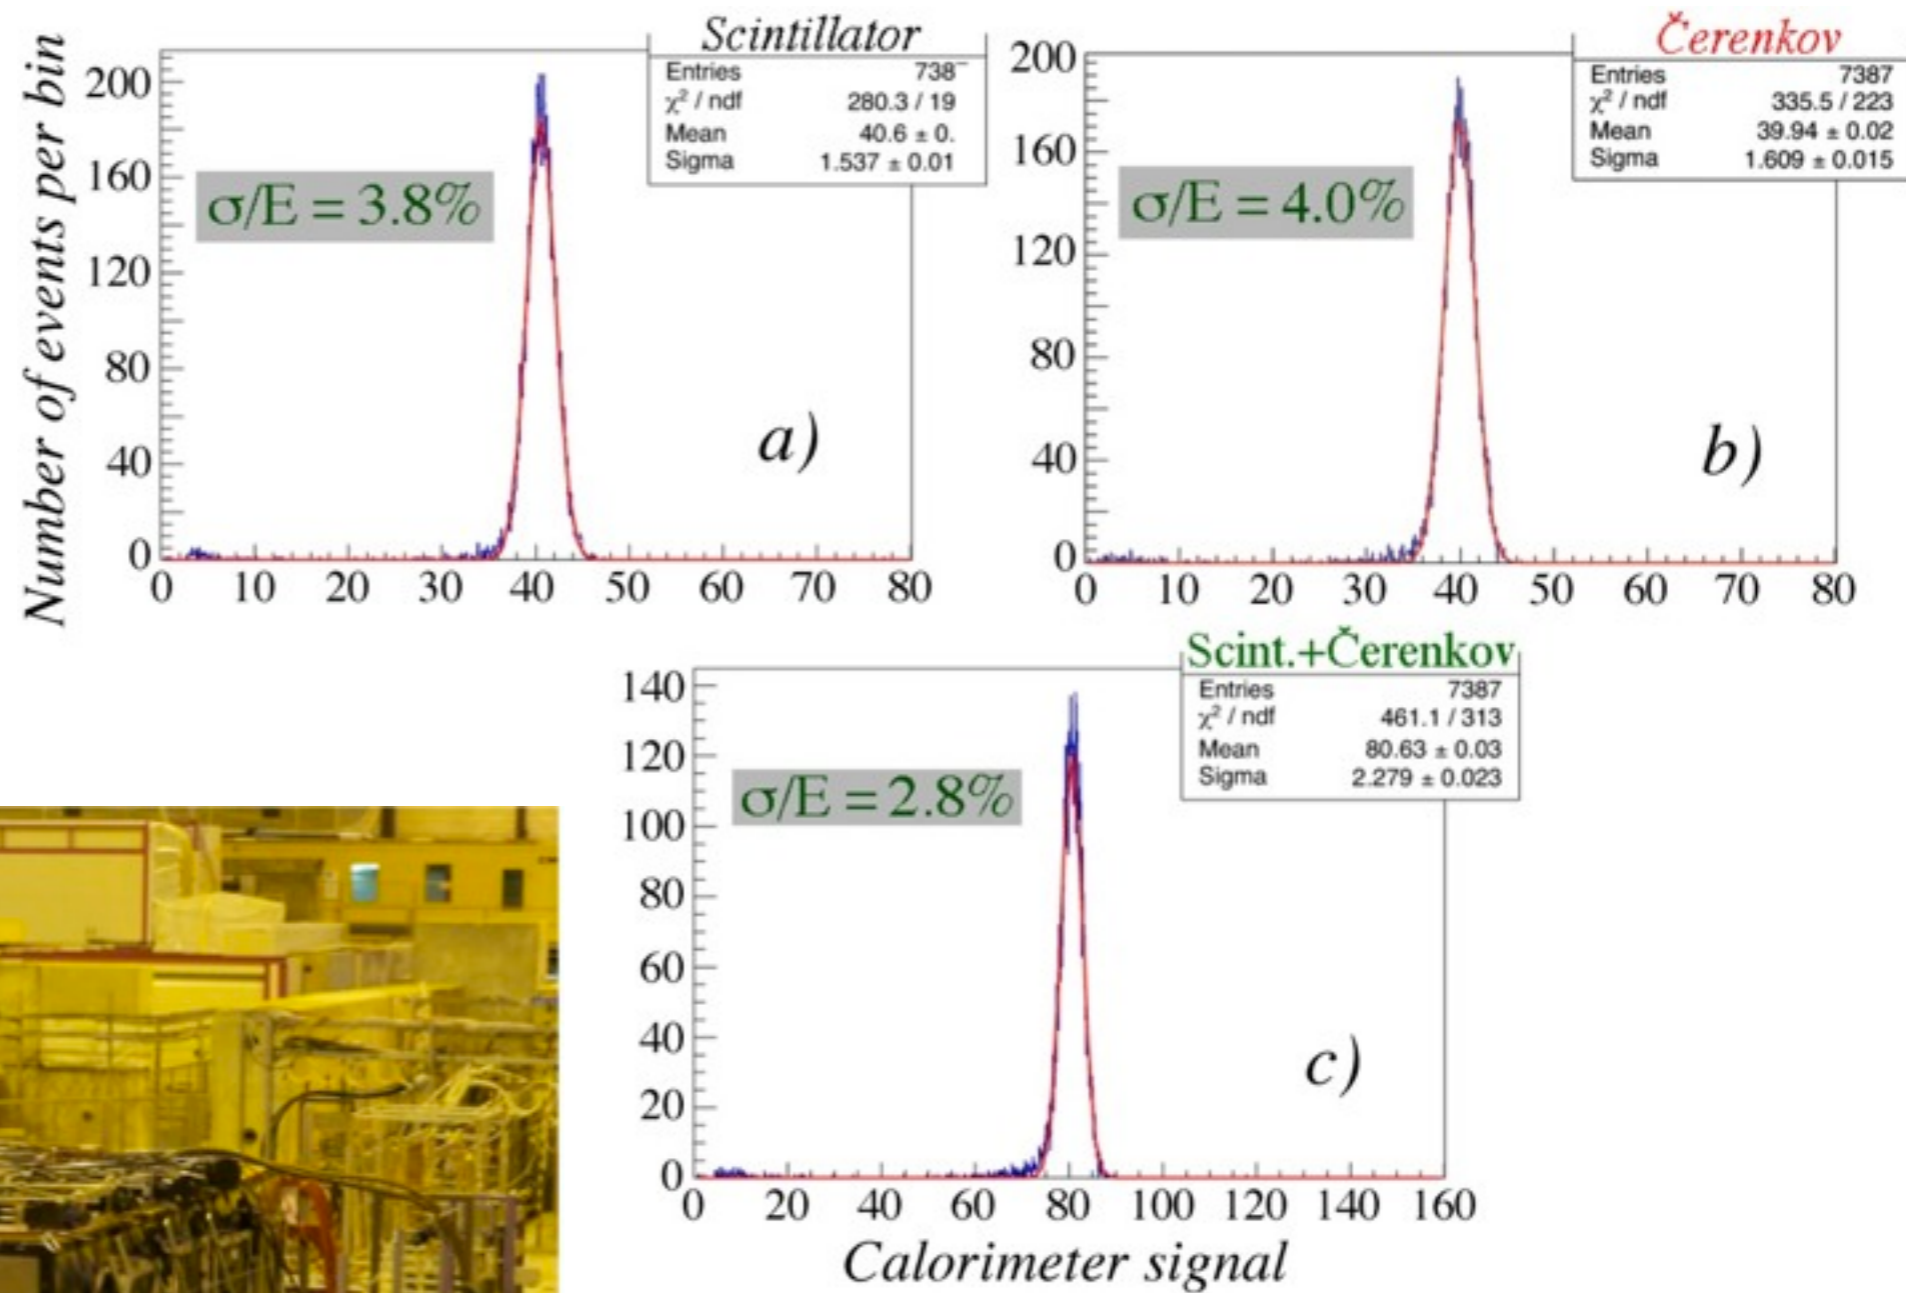 Scintillator
Entries 738
χ² / ndf 280.3 / 19
Mean 40.6 ± 0.
Sigma 1.537 ± 0.01
Number of events per bin
200
160
120
80
40
0
σ/E = 3.8%
a)
0 10 20 30 40 50 60 70 80
Čerenkov
Entries 7387
χ² / ndf 335.5 / 223
Mean 39.94 ± 0.02
Sigma 1.609 ± 0.015
200
160
120
80
40
0
σ/E = 4.0%
b)
0 10 20 30 40 50 60 70 80
Scint.+Čerenkov
Entries 7387
χ² / ndf 461.1 / 313
Mean 80.63 ± 0.03
Sigma 2.279 ± 0.023
140
120
100
80
60
40
20
0
σ/E = 2.8%
c)
0 20 40 60 80 100 120 140 160
Calorimeter signal